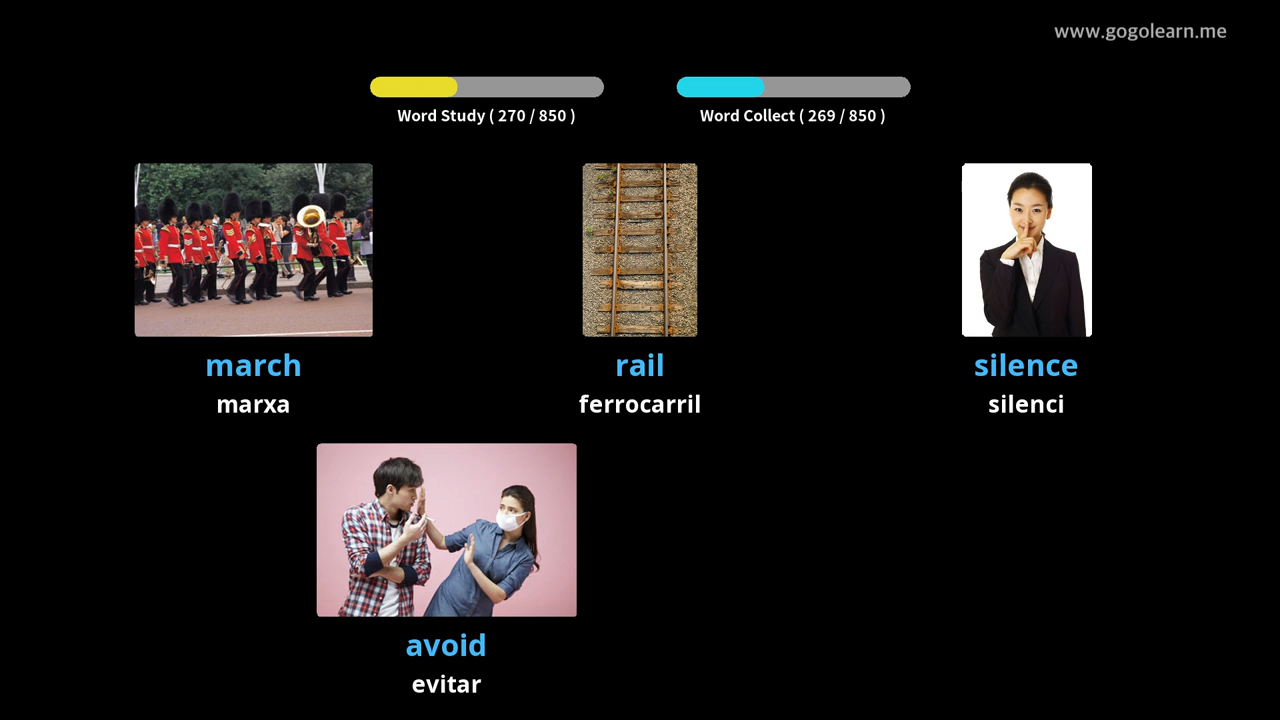 www.gogolearn.me
Word Study ( 270 / 850 )
Word Collect ( 269 / 850 )
march
marxa
rail
ferrocarril
silence
silenci
avoid
evitar